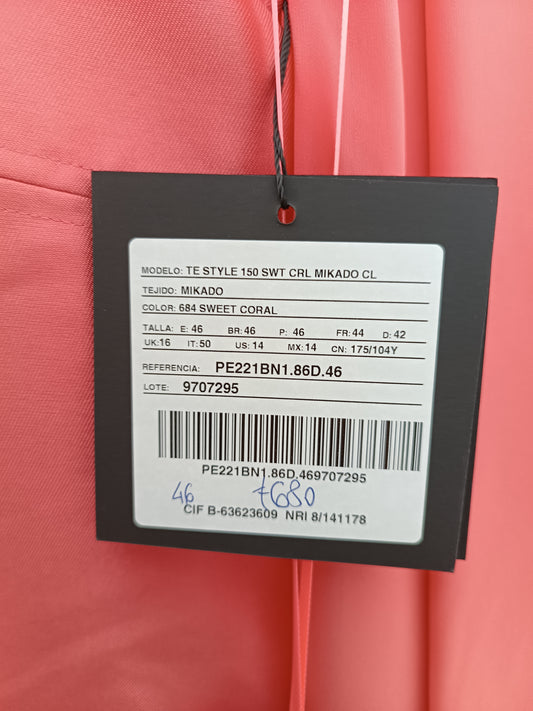 MODELO: TE STYLE 150 SWT CRL MIKADO CL
TEJIDO: MIKADO
COLOR: 684 SWEET CORAL
TALLA: E: 46 BR: 46 P: 46 FR: 44 D: 42
UK:16 IT: 50 US: 14 MX: 14 CN: 175/104Y
REFERENCIA: PE221BN1.86D.46
LOTE: 9707295
PE221BN1.86D.469707295
46 7680
CIF B-63623609 NRI 8/141178